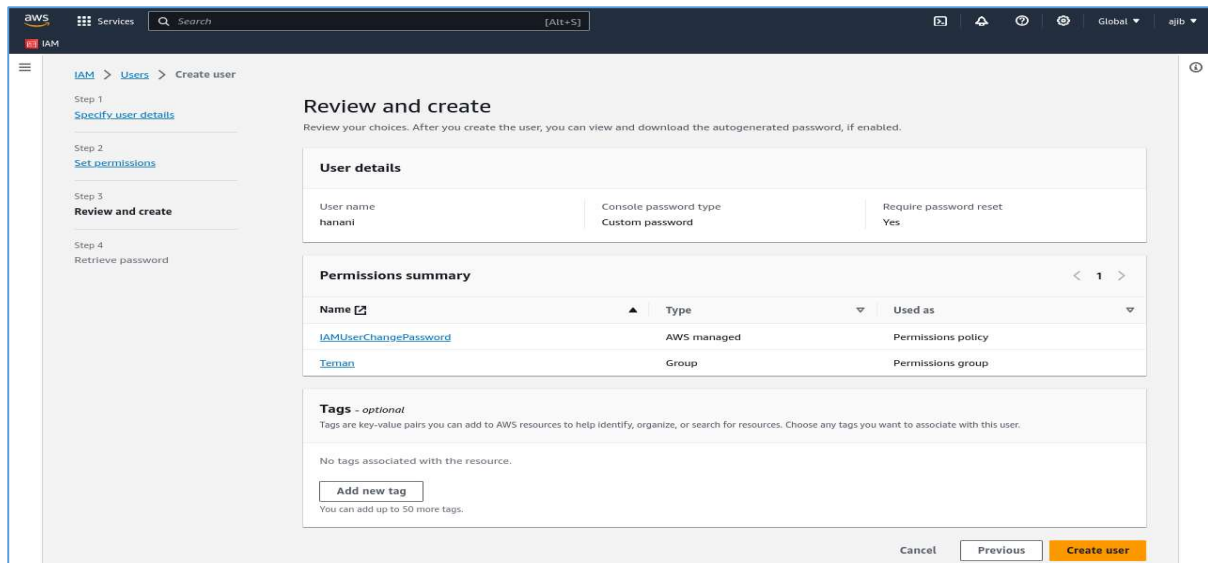 aws Services Search [Alt+S] Global ajib
IAM
IAM > Users > Create user
Step 1
Specify user details
Step 2
Set permissions
Step 3
Review and create
Step 4
Retrieve password
Review and create
Review your choices. After you create the user, you can view and download the autogenerated password, if enabled.
User details
User name Console password type Require password reset
hanani Custom password Yes
Permissions summary < 1 >
Name Type Used as
IAMUserChangePassword AWS managed Permissions policy
Teman Group Permissions group
Tags - optional
Tags are key-value pairs you can add to AWS resources to help identify, organize, or search for resources. Choose any tags you want to associate with this user.
No tags associated with the resource.
Add new tag
You can add up to 50 more tags.
Cancel Previous Create user